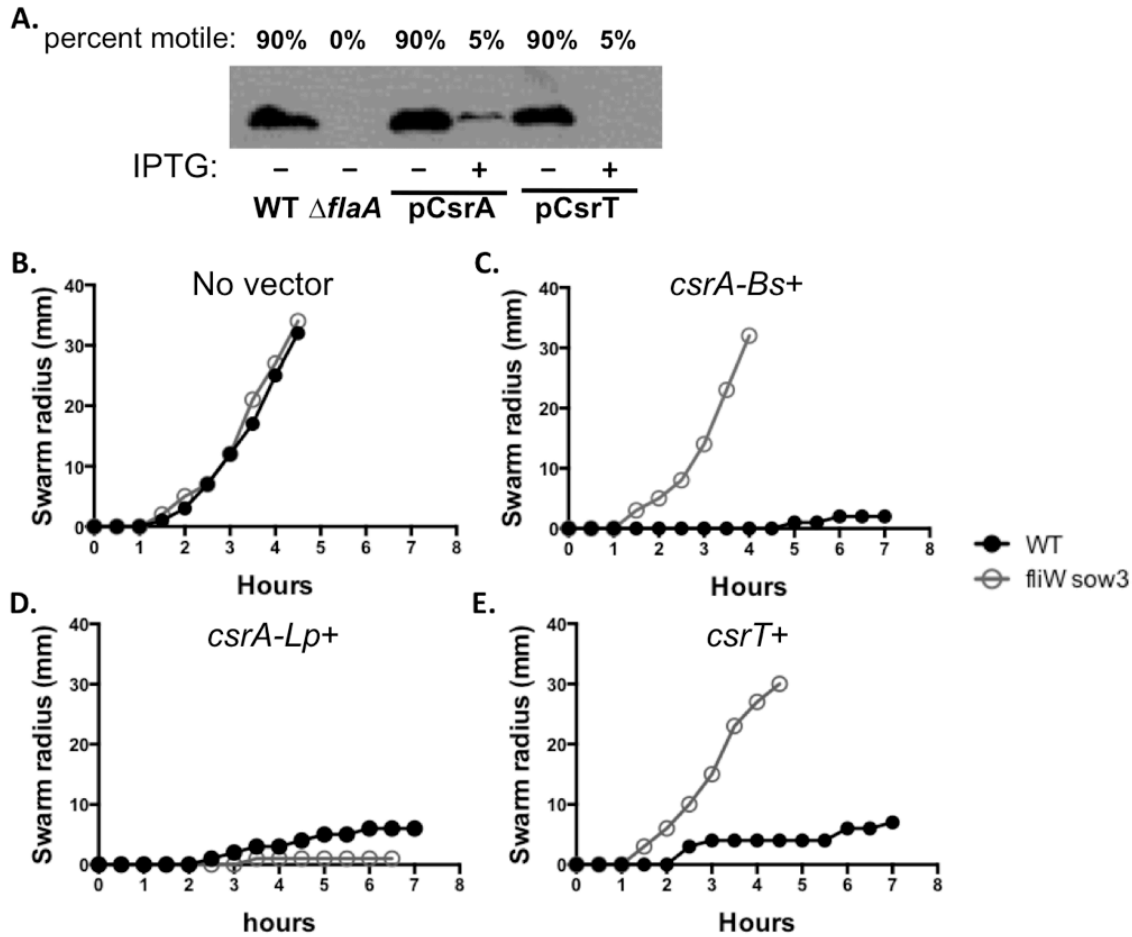 A.
percent motile: 90% 0% 90% 5% 90% 5%
IPTG: – – – + – +
WT ΔflaA pCsrA pCsrT
B.
No vector
Swarm radius (mm)
40
30
20
10
0
0 1 2 3 4 5 6 7 8
Hours
C.
csrA-Bs+
Swarm radius (mm)
40
30
20
10
0
0 1 2 3 4 5 6 7 8
Hours
WT
fliW sow3
D.
csrA-Lp+
Swarm radius (mm)
40
30
20
10
0
0 1 2 3 4 5 6 7 8
hours
E.
csrT+
Swarm radius (mm)
40
30
20
10
0
0 1 2 3 4 5 6 7 8
Hours